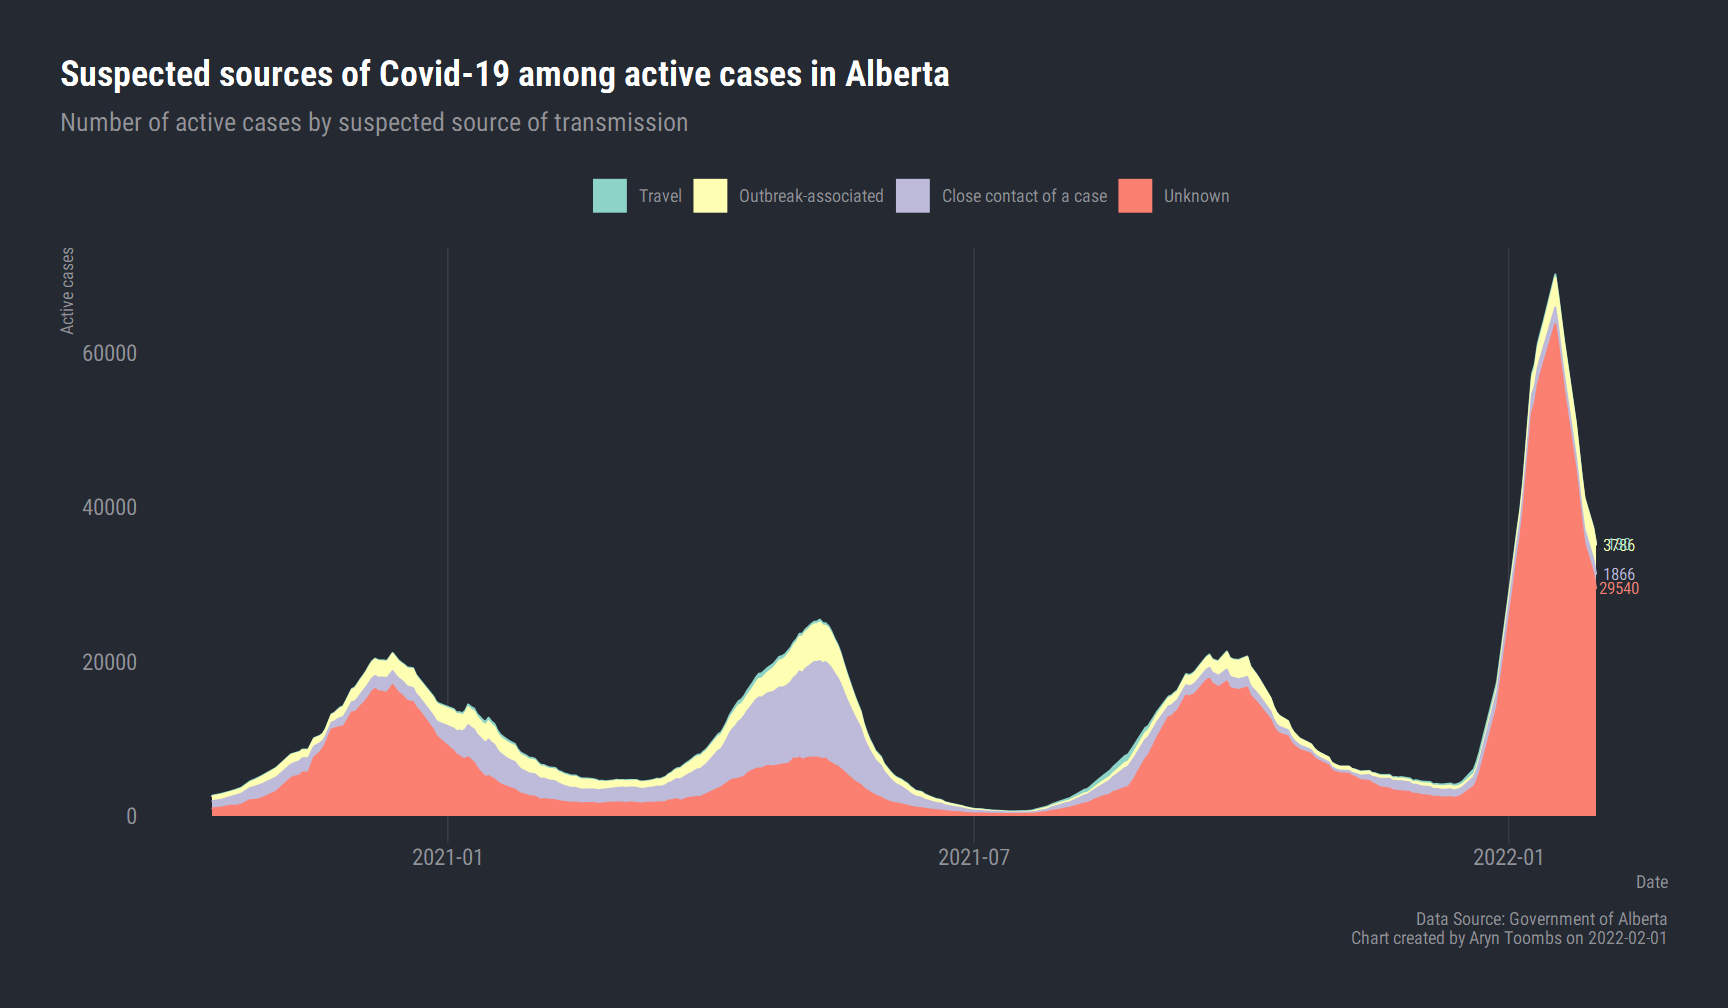 Suspected sources of Covid-19 among active cases in Alberta
Number of active cases by suspected source of transmission
Travel
Outbreak-associated
Close contact of a case
Unknown
Active cases
60000
40000
20000
0
3786
1866
29540
2021-01
2021-07
2022-01
Date
Data Source: Government of Alberta
Chart created by Aryn Toombs on 2022-02-01